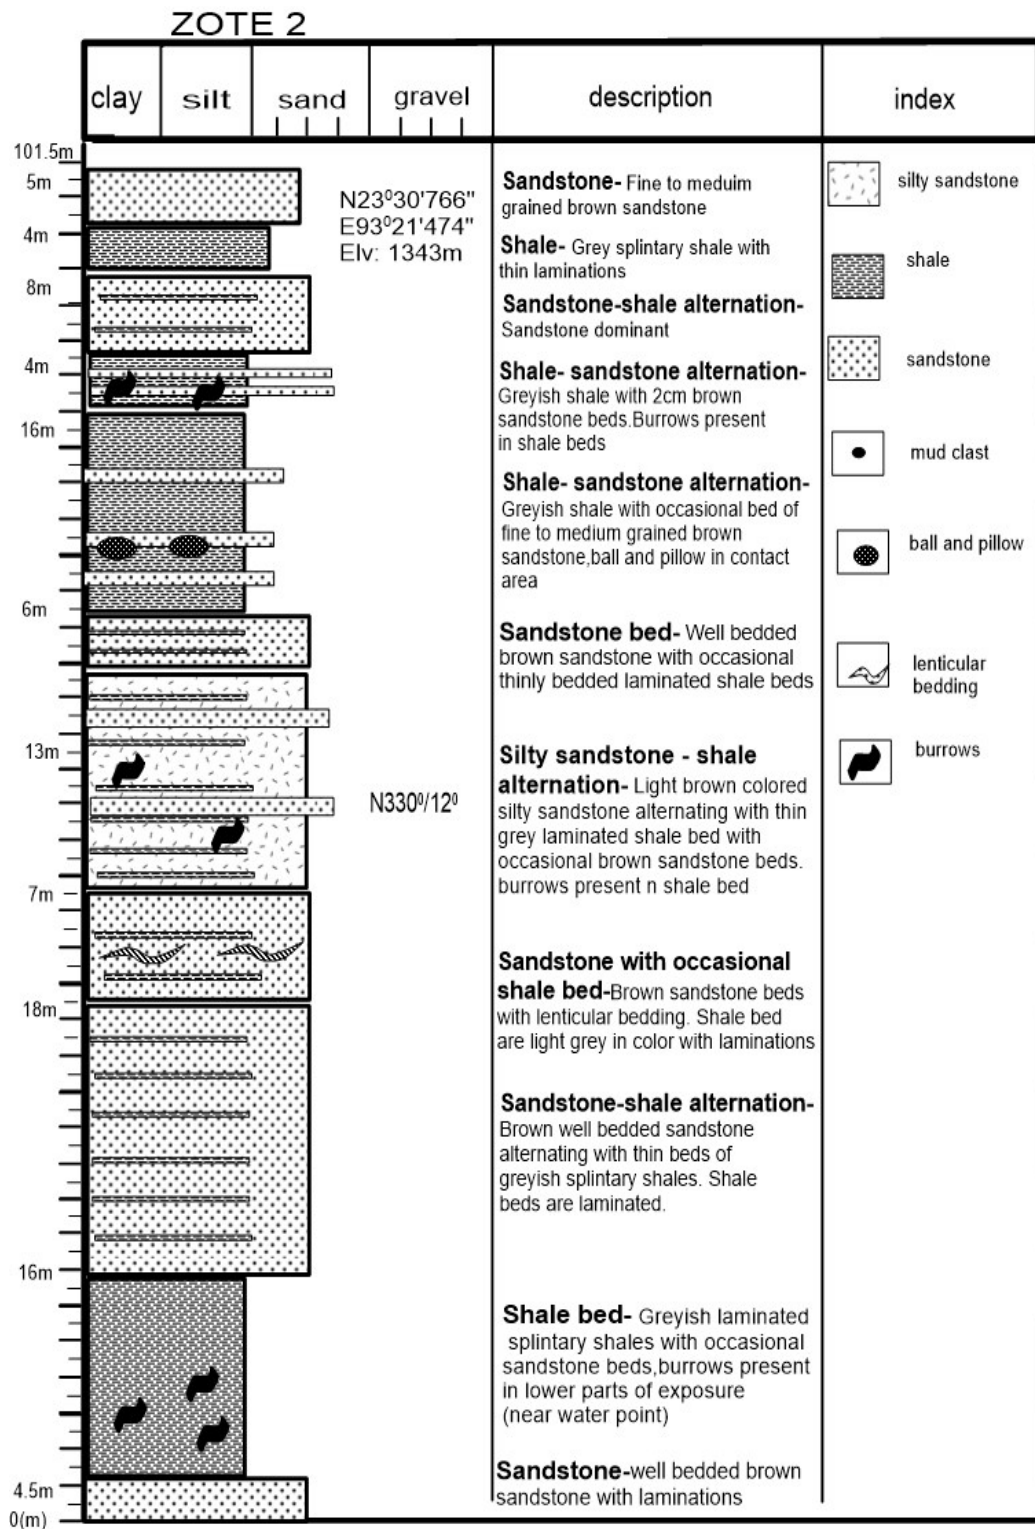 ZOTE 2
clay silt sand gravel description index
101.5m
5m
4m
8m
4m
16m
6m
13m
7m
18m
16m
4.5m
0(m)
N23⁰30'766"
E93⁰21'474"
Elv: 1343m
N330⁰/12⁰
Sandstone- Fine to meduim
grained brown sandstone
Shale- Grey splintary shale with
thin laminations
Sandstone-shale alternation-
Sandstone dominant
Shale- sandstone alternation-
Greyish shale with 2cm brown
sandstone beds.Burrows present
in shale beds
Shale- sandstone alternation-
Greyish shale with occasional bed of
fine to medium grained brown
sandstone,ball and pillow in contact
area
Sandstone bed- Well bedded
brown sandstone with occasional
thinly bedded laminated shale beds
Silty sandstone - shale
alternation- Light brown colored
silty sandstone alternating with thin
grey laminated shale bed with
occasional brown sandstone beds.
burrows present n shale bed
Sandstone with occasional
shale bed-Brown sandstone beds
with lenticular bedding. Shale bed
are light grey in color with laminations
Sandstone-shale alternation-
Brown well bedded sandstone
alternating with thin beds of
greyish splintary shales. Shale
beds are laminated.
Shale bed- Greyish laminated
splintary shales with occasional
sandstone beds,burrows present
in lower parts of exposure
(near water point)
Sandstone-well bedded brown
sandstone with laminations
silty sandstone
shale
sandstone
mud clast
ball and pillow
lenticular
bedding
burrows